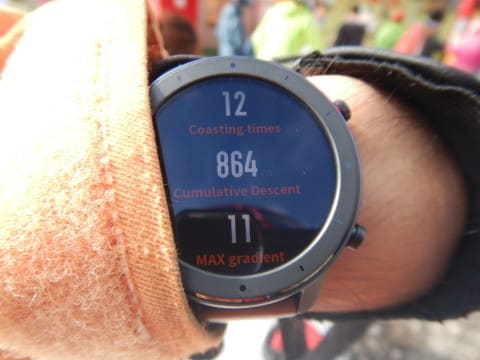 12
Coasting times
864
Cumulative Descent
11
MAX gradient